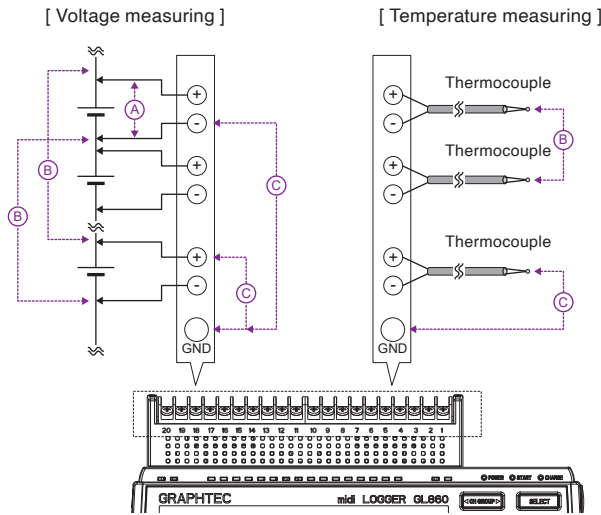 [ Voltage measuring ]
[ Temperature measuring ]
A
B
B
C
C
+
-
+
-
+
-
GND
Thermocouple
Thermocouple
Thermocouple
B
C
+
-
+
-
+
-
GND
20 19 18 17 16 15 14 13 12 11 10 9 8 7 6 5 4 3 2 1
POWER START CHARGE
GRAPHTEC
midi LOGGER GL860
CH GROUP
SELECT